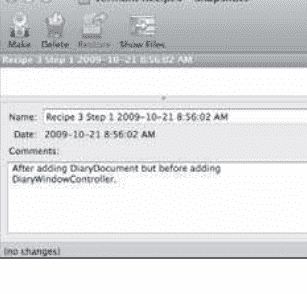 Make Delete Restore Show Files
Recipe 3 Step 1 2009-10-21 8:56:02 AM
Name: Recipe 3 Step 1 2009-10-21 8:56:02 AM
Date: 2009-10-21 8:56:02 AM
Comments:
After adding DiaryDocument but before adding
DiaryWindowController.
(no changes)